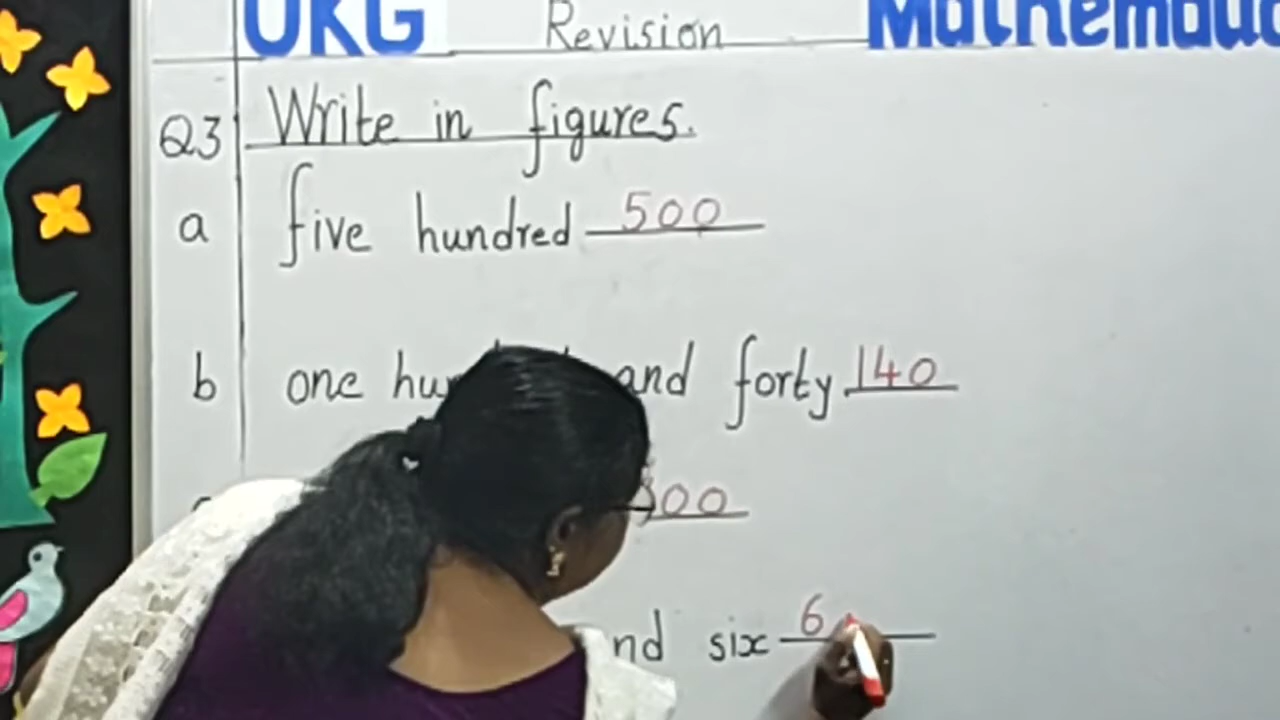 UKG Revision Mathematic
Q3 Write in figures.
a five hundred 500
b one hu and forty 140
00
nd six 6